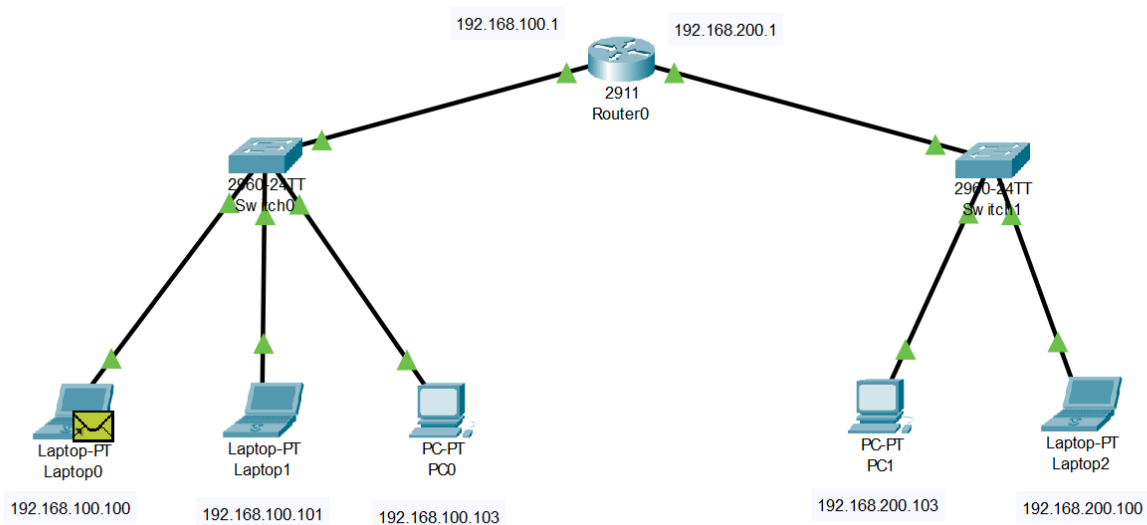 192.168.100.1
192.168.200.1
2911
Router0
2960-24TT
Switch0
2960-24TT
Switch1
Laptop-PT
Laptop0
Laptop-PT
Laptop1
PC-PT
PC0
PC-PT
PC1
Laptop-PT
Laptop2
192.168.100.100
192.168.100.101
192.168.100.103
192.168.200.103
192.168.200.100